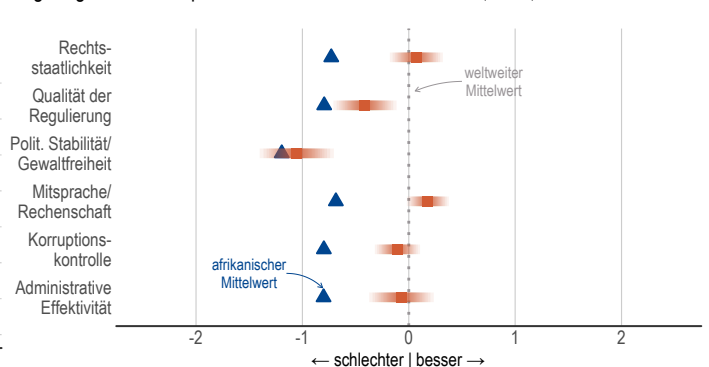 Rechts-
staatlichkeit
Qualität der
Regulierung
Polit. Stabilität/
Gewaltfreiheit
Mitsprache/
Rechenschaft
Korruptions-
kontrolle
Administrative
Effektivität
weltweiter
Mittelwert
afrikanischer
Mittelwert
-2 -1 0 1 2
← schlechter | besser →